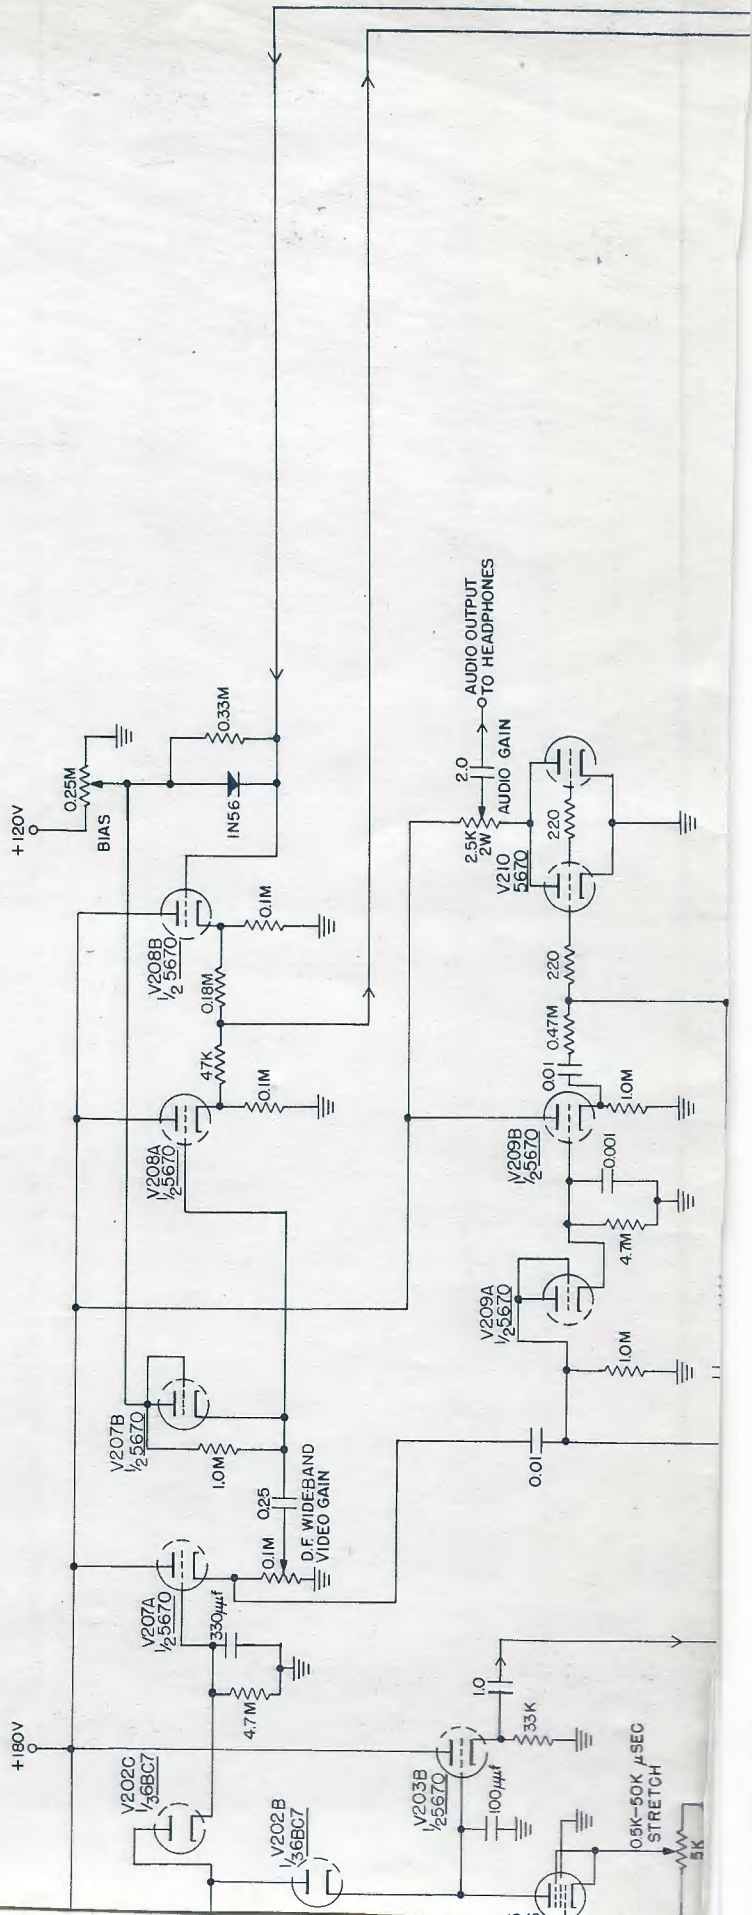 +120V
0.25M
BIAS
0.33M
1N56
V208B
1/2 5670
0.1M
0.18M
47K
0.1M
V208A
1/2 5670
AUDIO OUTPUT
TO HEADPHONES
2.0
AUDIO GAIN
2.5K
2W
V210
5670
220
220
0.47M
0.01
V209B
1/2 5670
1.0M
0.001
4.7M
V209A
1/2 5670
1.0M
0.01
V207B
1/2 5670
1.0M
0.25
D.F. WIDE-BAND
VIDEO GAIN
0.1M
V207A
1/2 5670
330μμf
4.7M
+180V
V202C
1/3 6BC7
V202B
1/3 6BC7
V203B
1/2 5670
1.0
33K
100μμf
0.5K-50K μSEC
STRETCH
5K